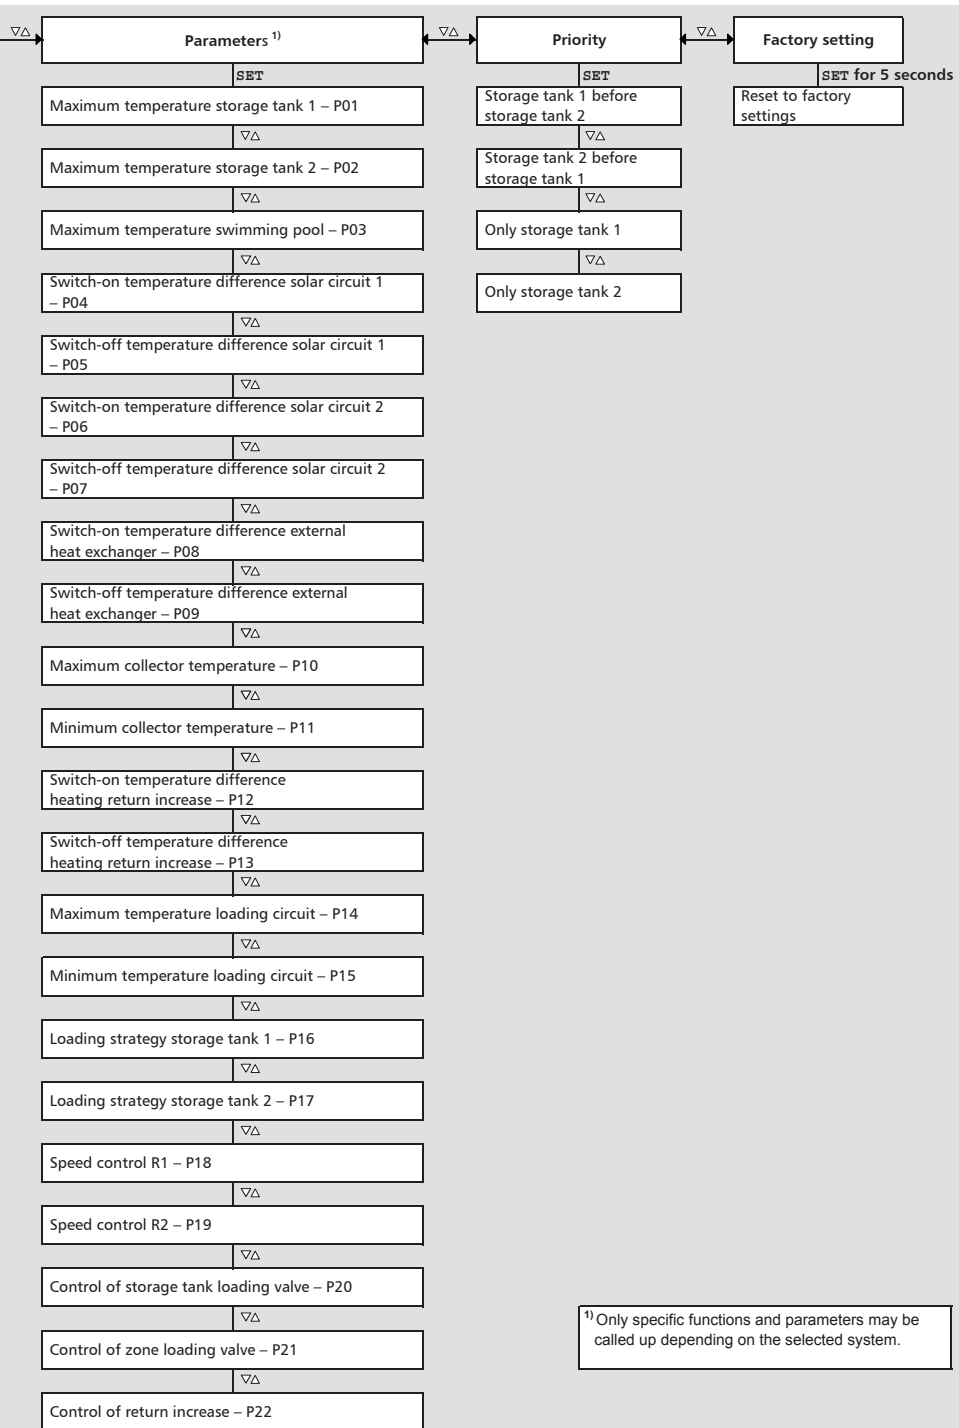 ▽△
Parameters 1)
▽△
Priority
▽△
Factory setting
SET
Maximum temperature storage tank 1 – P01
▽△
Maximum temperature storage tank 2 – P02
▽△
Maximum temperature swimming pool – P03
▽△
Switch-on temperature difference solar circuit 1
– P04
▽△
Switch-off temperature difference solar circuit 1
– P05
▽△
Switch-on temperature difference solar circuit 2
– P06
▽△
Switch-off temperature difference solar circuit 2
– P07
▽△
Switch-on temperature difference external
heat exchanger – P08
▽△
Switch-off temperature difference external
heat exchanger – P09
▽△
Maximum collector temperature – P10
▽△
Minimum collector temperature – P11
▽△
Switch-on temperature difference
heating return increase – P12
▽△
Switch-off temperature difference
heating return increase – P13
▽△
Maximum temperature loading circuit – P14
▽△
Minimum temperature loading circuit – P15
▽△
Loading strategy storage tank 1 – P16
▽△
Loading strategy storage tank 2 – P17
▽△
Speed control R1 – P18
▽△
Speed control R2 – P19
▽△
Control of storage tank loading valve – P20
▽△
Control of zone loading valve – P21
▽△
Control of return increase – P22
SET
Storage tank 1 before
storage tank 2
▽△
Storage tank 2 before
storage tank 1
▽△
Only storage tank 1
▽△
Only storage tank 2
SET for 5 seconds
Reset to factory
settings
1) Only specific functions and parameters may be
called up depending on the selected system.